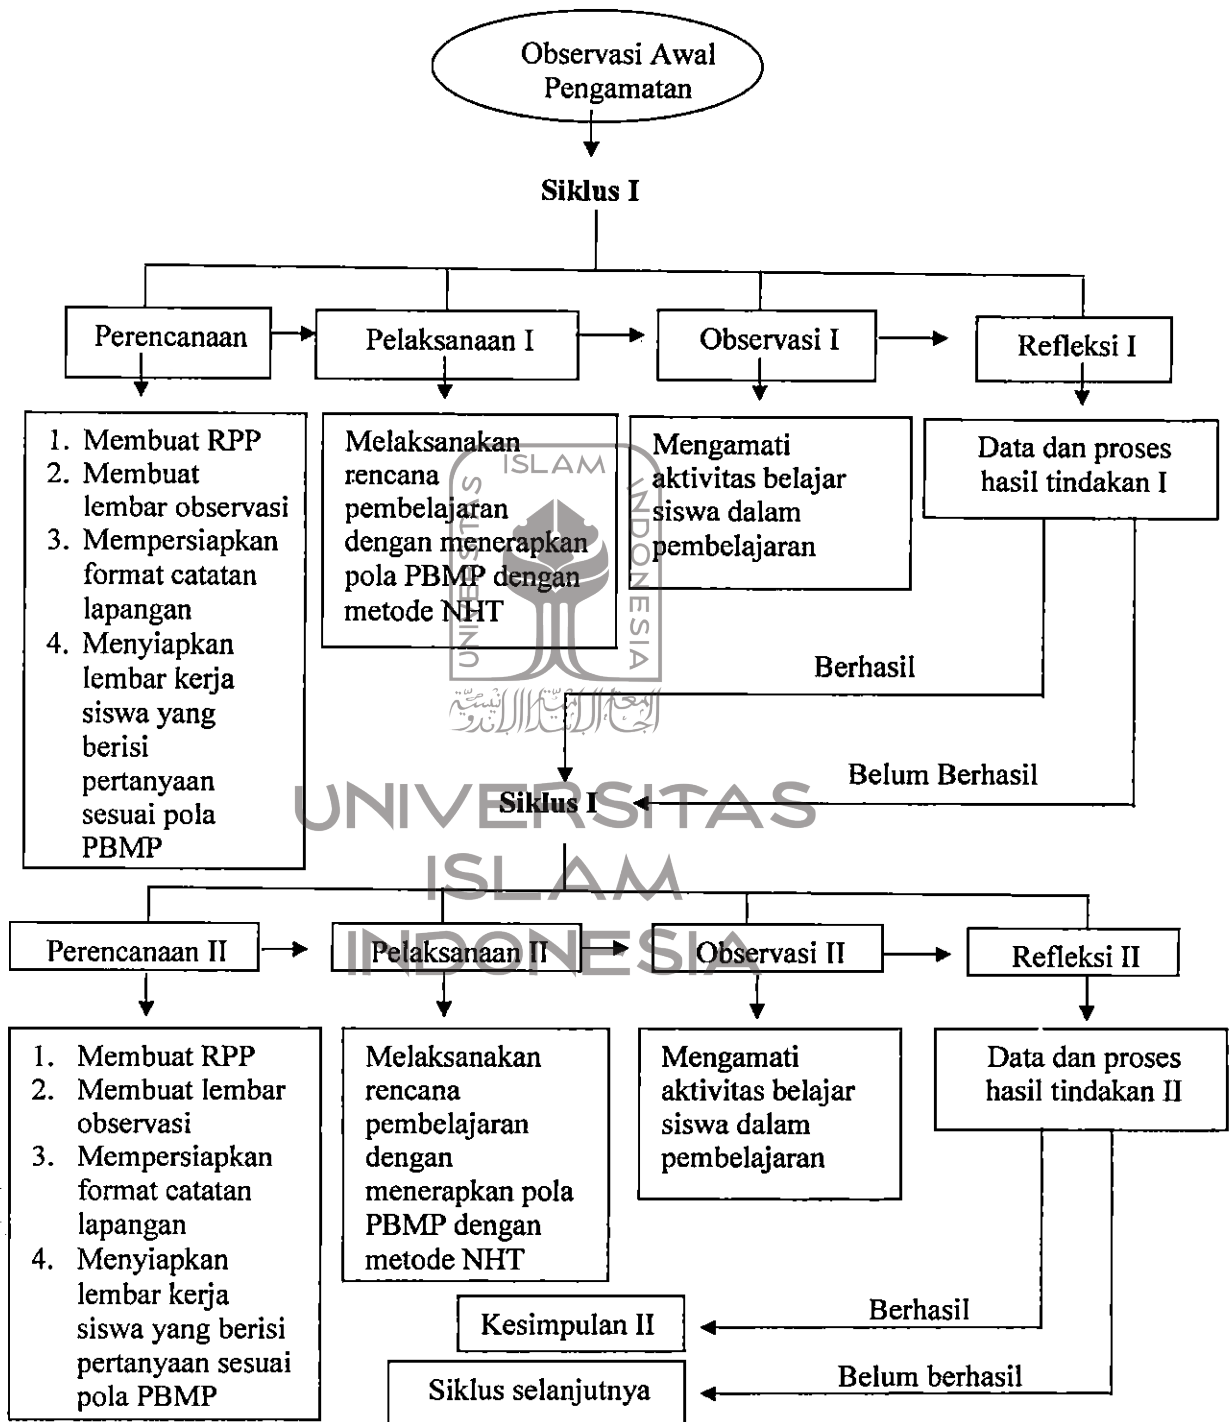 Observasi Awal
Pengamatan
Siklus I
Perencanaan
Pelaksanaan I
Observasi I
Refleksi I
1. Membuat RPP
2. Membuat
lembar observasi
3. Mempersiapkan
format catatan
lapangan
4. Menyiapkan
lembar kerja
siswa yang
berisi
pertanyaan
sesuai pola
PBMP
Melaksanakan
rencana
pembelajaran
dengan menerapkan
pola PBMP dengan
metode NHT
Mengamati
aktivitas belajar
siswa dalam
pembelajaran
Data dan proses
hasil tindakan I
UNIVERSITAS
ISLAM
INDONESIA
Berhasil
Belum Berhasil
Siklus I
UNIVERSITAS
ISLAM
INDONESIA
Perencanaan II
Pelaksanaan II
Observasi II
Refleksi II
1. Membuat RPP
2. Membuat lembar
observasi
3. Mempersiapkan
format catatan
lapangan
4. Menyiapkan
lembar kerja
siswa yang berisi
pertanyaan sesuai
pola PBMP
Melaksanakan
rencana
pembelajaran
dengan
menerapkan pola
PBMP dengan
metode NHT
Mengamati
aktivitas belajar
siswa dalam
pembelajaran
Data dan proses
hasil tindakan II
Berhasil
Kesimpulan II
Belum berhasil
Siklus selanjutnya